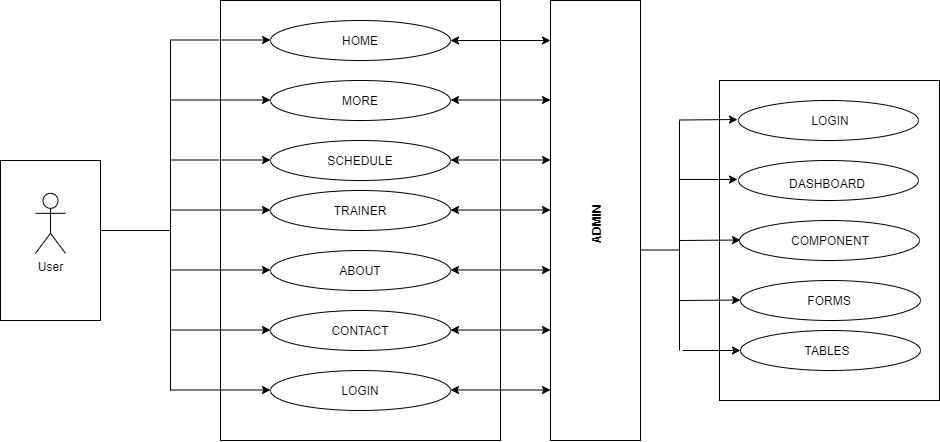 HOME
MORE
SCHEDULE
TRAINER
ABOUT
CONTACT
LOGIN
User
ADMIN
LOGIN
DASHBOARD
COMPONENT
FORMS
TABLES